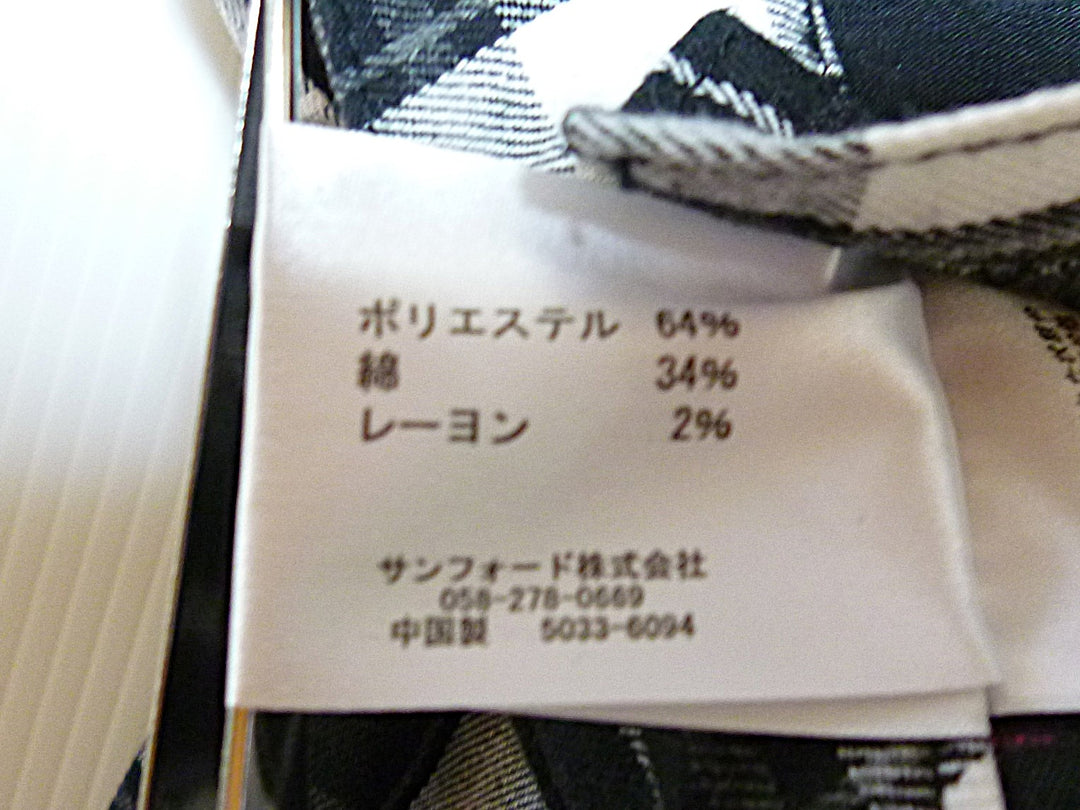 ポリエステル 64%
綿 34%
レーヨン 2%
サンフォード株式会社
058-278-0669
中国製 5033-6094